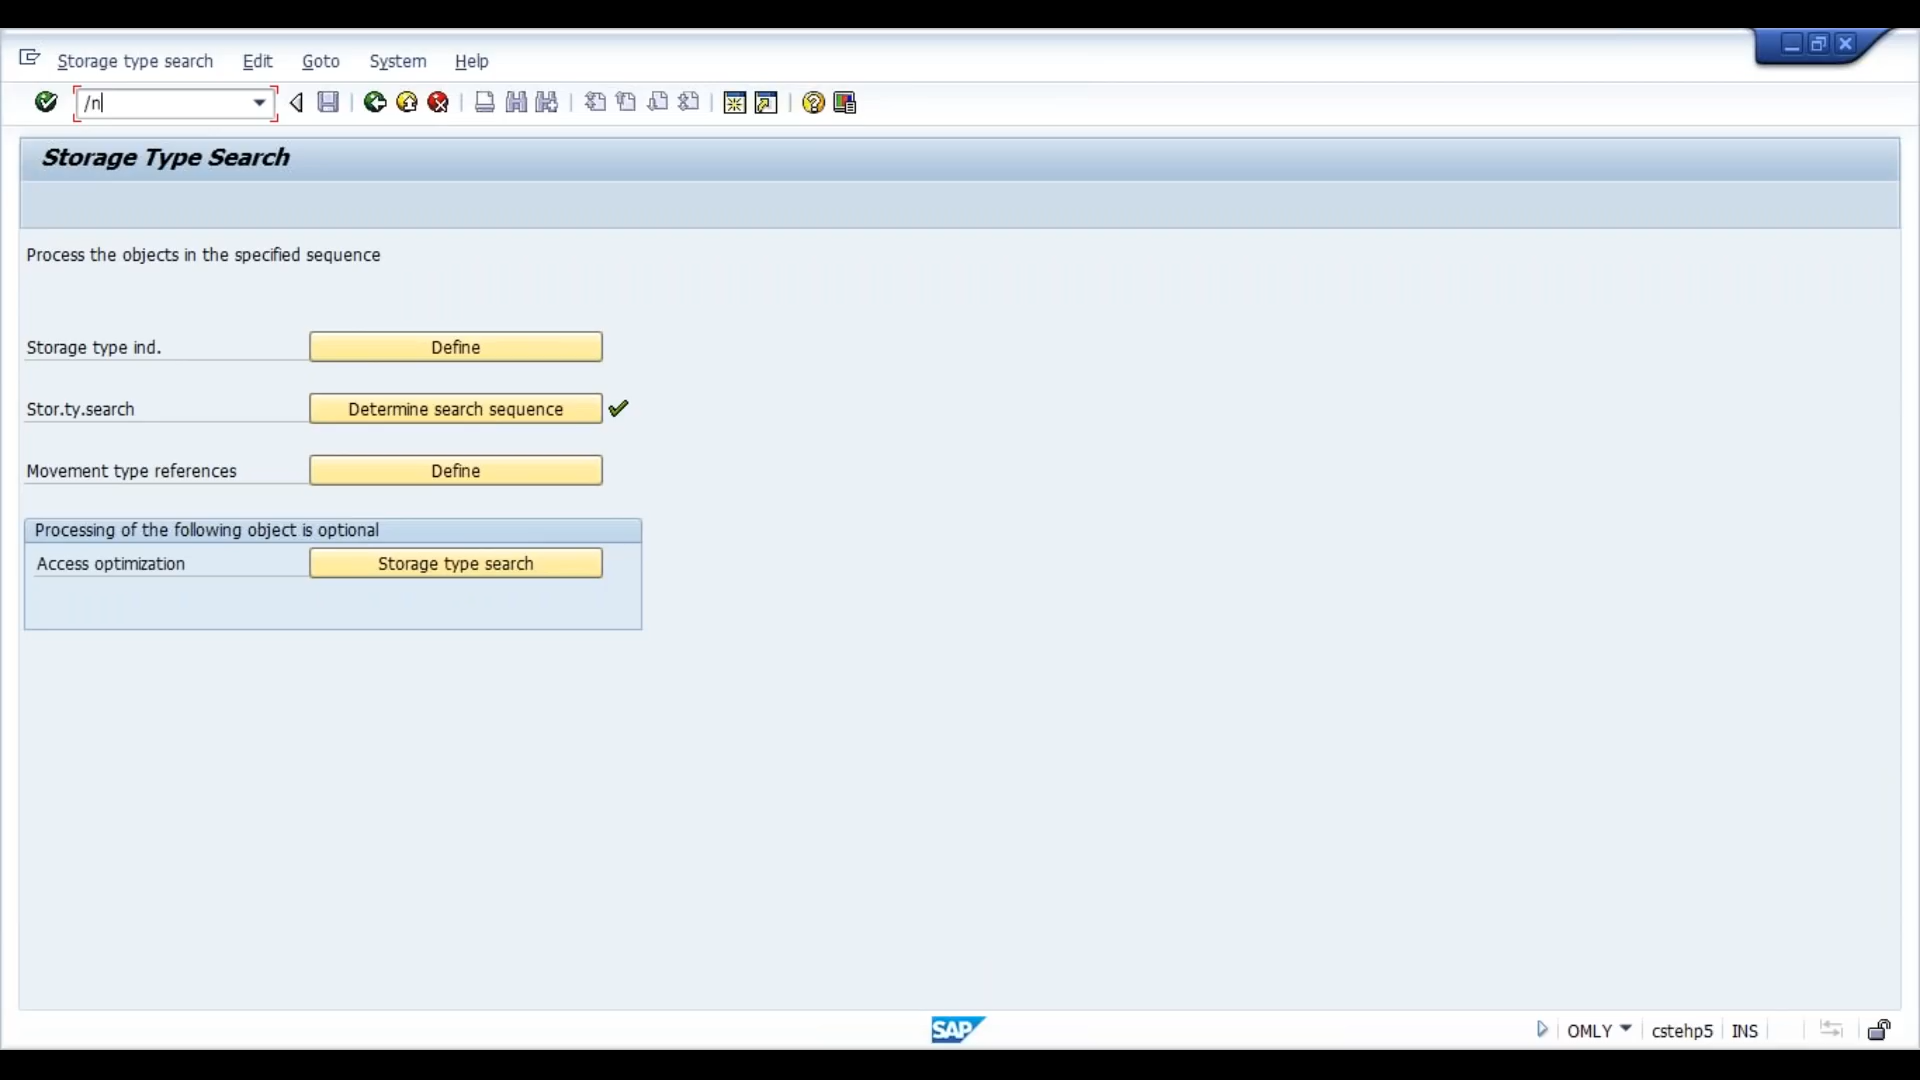 Storage type search Edit Goto System Help
/n
Storage Type Search
Process the objects in the specified sequence
Storage type ind. Define
Stor.ty.search Determine search sequence
Movement type references Define
Processing of the following object is optional
Access optimization Storage type search
SAP OMLY cstehp5 INS